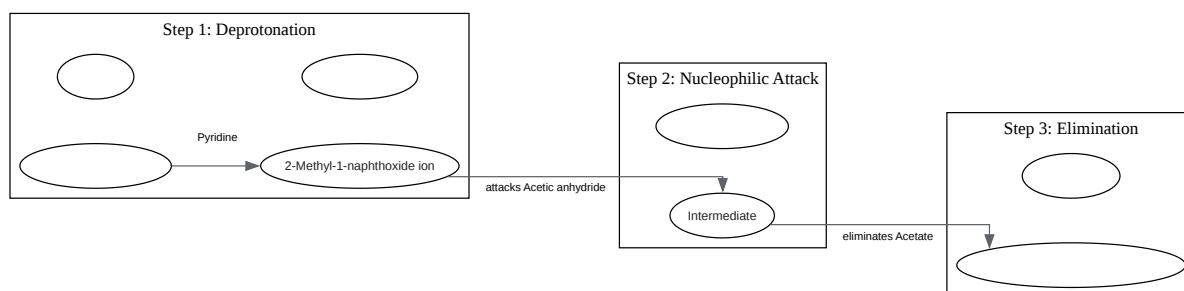 Step 1: Deprotonation
Pyridine
2-Methyl-1-naphthoxide ion
attacks Acetic anhydride
Step 2: Nucleophilic Attack
Intermediate
eliminates Acetate
Step 3: Elimination